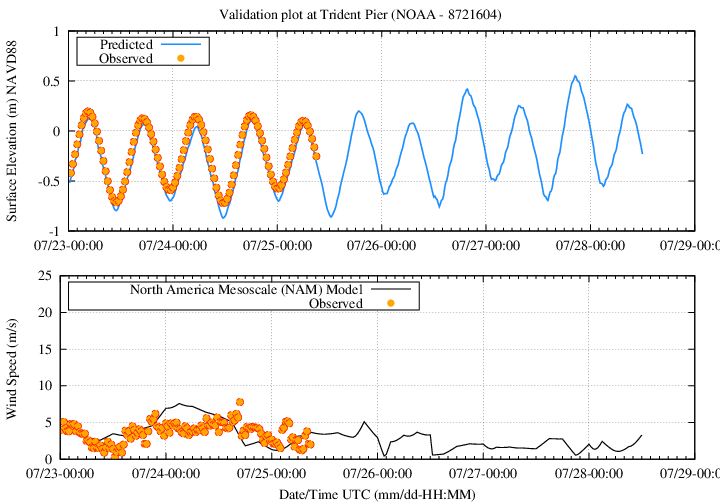 Validation plot at Trident Pier (NOAA - 8721604)
Surface Elevation (m) NAVD88
1
0.5
0
-0.5
-1
Predicted
Observed
07/23-00:00 07/24-00:00 07/25-00:00 07/26-00:00 07/27-00:00 07/28-00:00 07/29-00:00
Wind Speed (m/s)
25
20
15
10
5
0
North America Mesoscale (NAM) Model
Observed
07/23-00:00 07/24-00:00 07/25-00:00 07/26-00:00 07/27-00:00 07/28-00:00 07/29-00:00
Date/Time UTC (mm/dd-HH:MM)